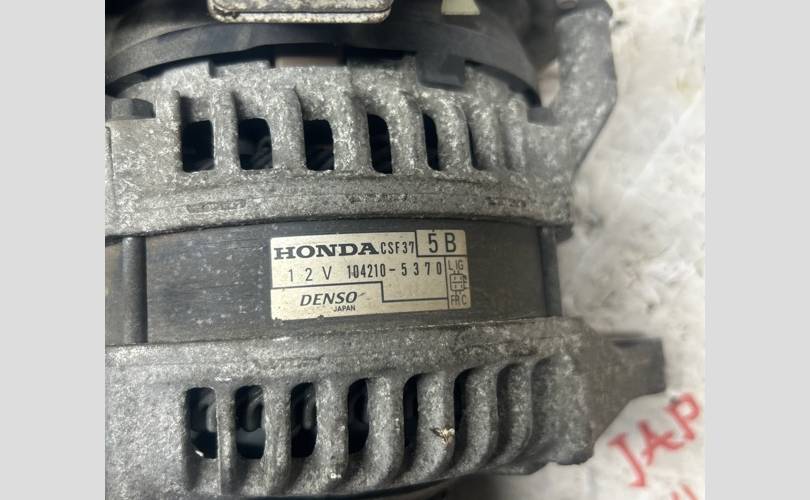 HONDA CSF37 5B
12V 104210-5370 L IG
DENSO FR C
JAPAN
JAP